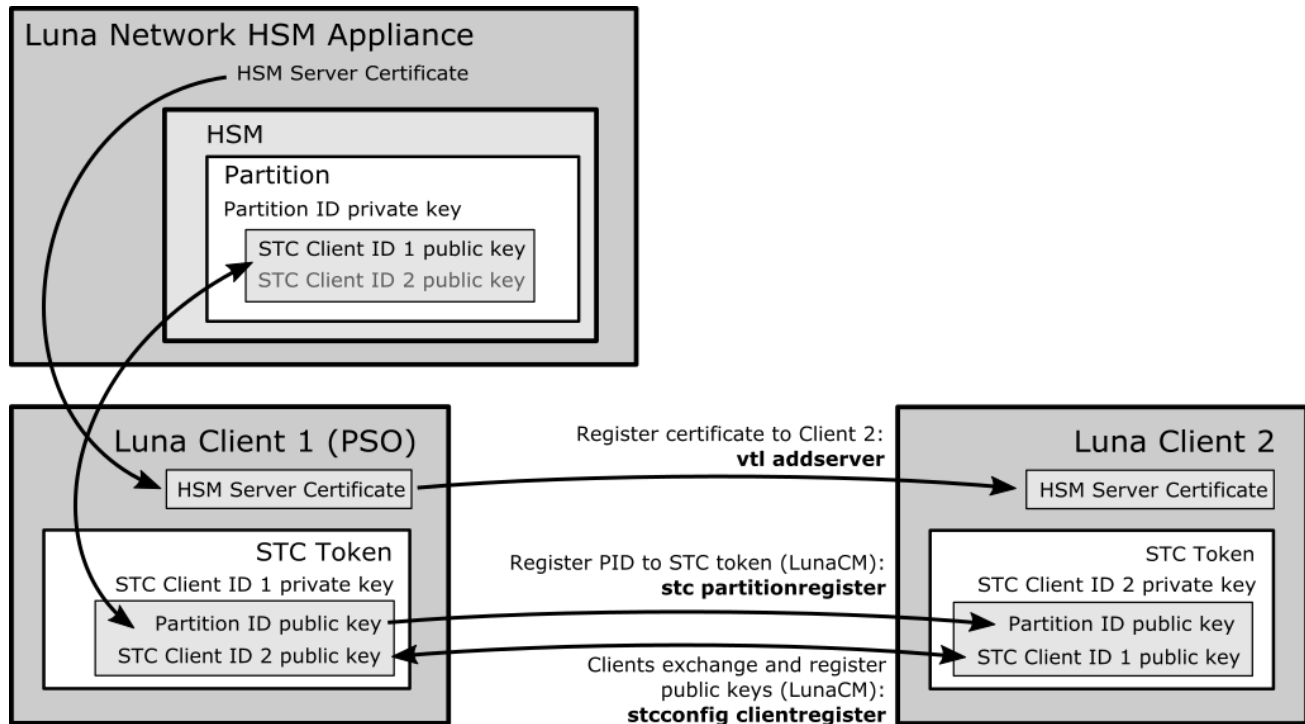 Luna Network HSM Appliance
HSM Server Certificate
HSM
Partition
Partition ID private key
STC Client ID 1 public key
STC Client ID 2 public key
Luna Client 1 (PSO)
HSM Server Certificate
STC Token
STC Client ID 1 private key
Partition ID public key
STC Client ID 2 public key
Register certificate to Client 2:
vtl addserver
Register PID to STC token (LunaCM):
stc partitionregister
Clients exchange and register
public keys (LunaCM):
stcconfig clientregister
Luna Client 2
HSM Server Certificate
STC Token
STC Client ID 2 private key
Partition ID public key
STC Client ID 1 public key